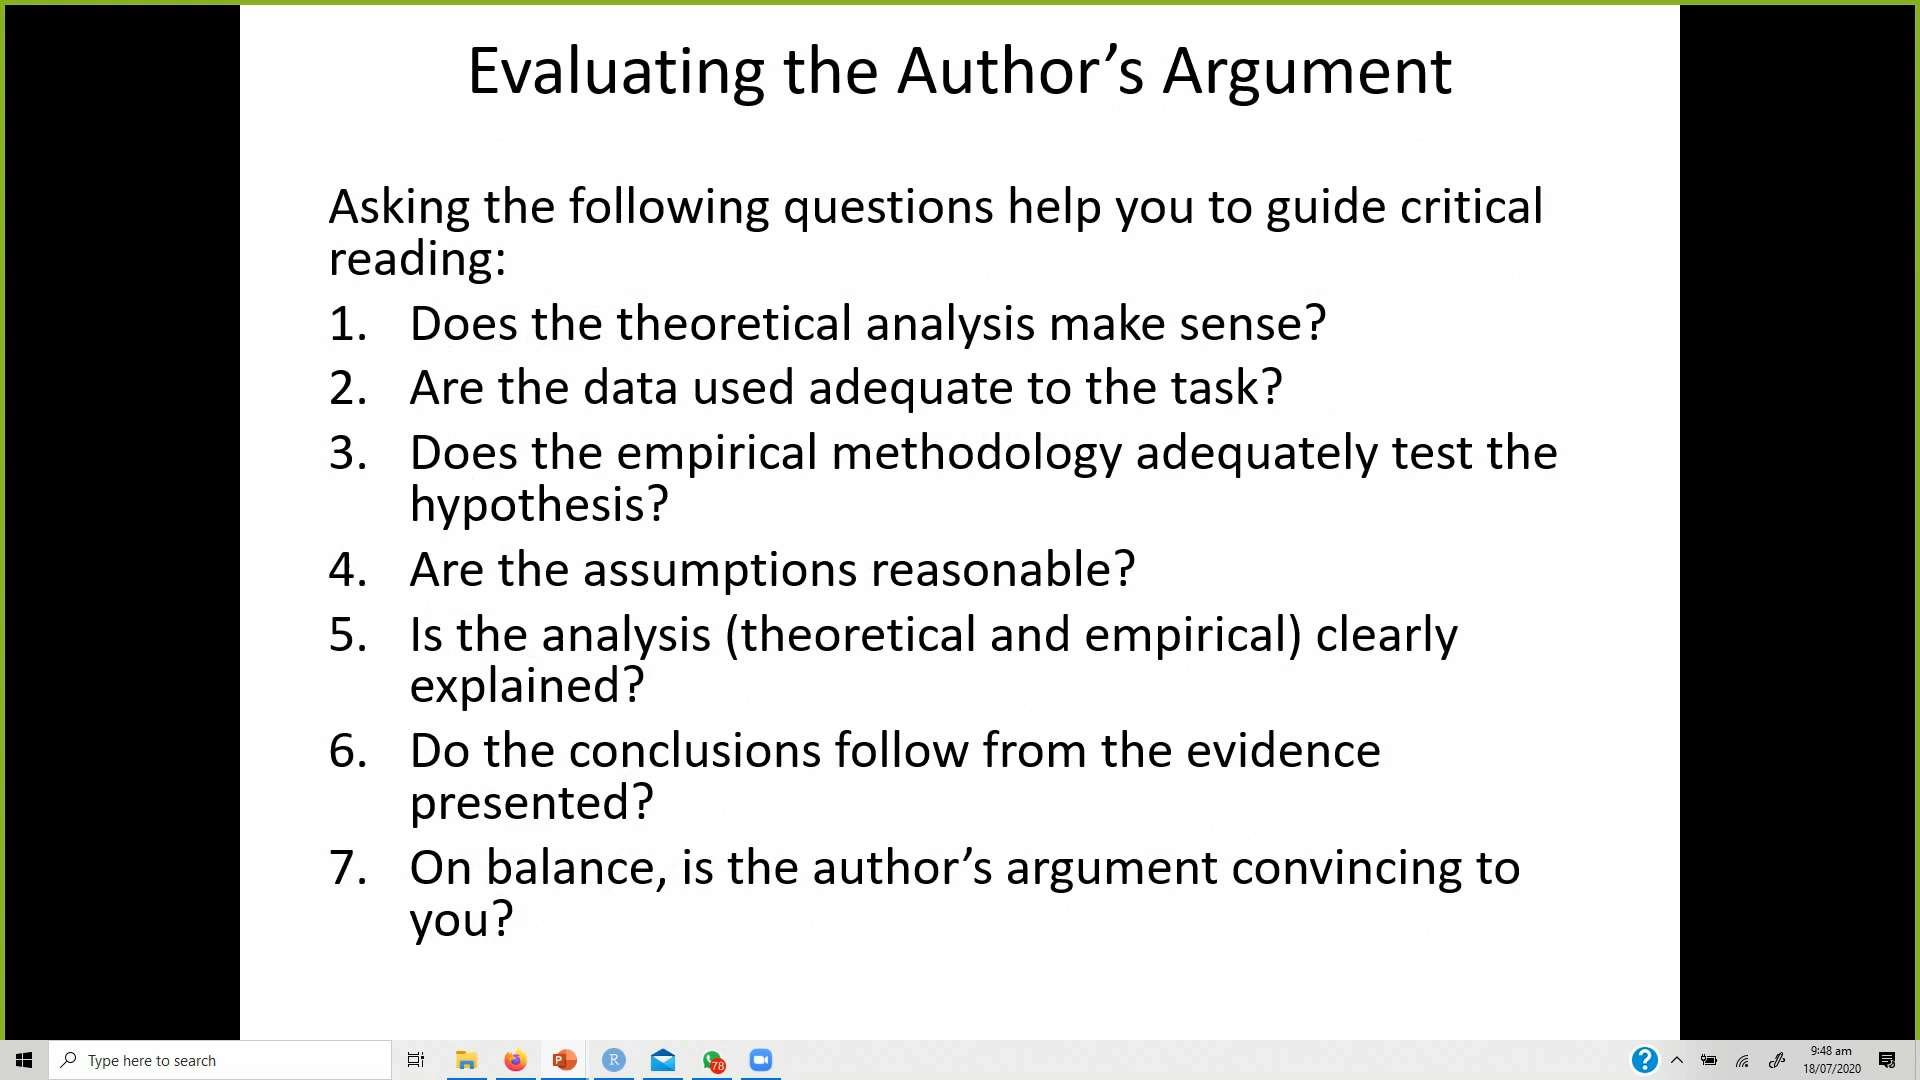 Evaluating the Author’s Argument
Asking the following questions help you to guide critical
reading:
1. Does the theoretical analysis make sense?
2. Are the data used adequate to the task?
3. Does the empirical methodology adequately test the
hypothesis?
4. Are the assumptions reasonable?
5. Is the analysis (theoretical and empirical) clearly
explained?
6. Do the conclusions follow from the evidence
presented?
7. On balance, is the author’s argument convincing to
you?
Type here to search
R
78
?
9:48 am
18/07/2020